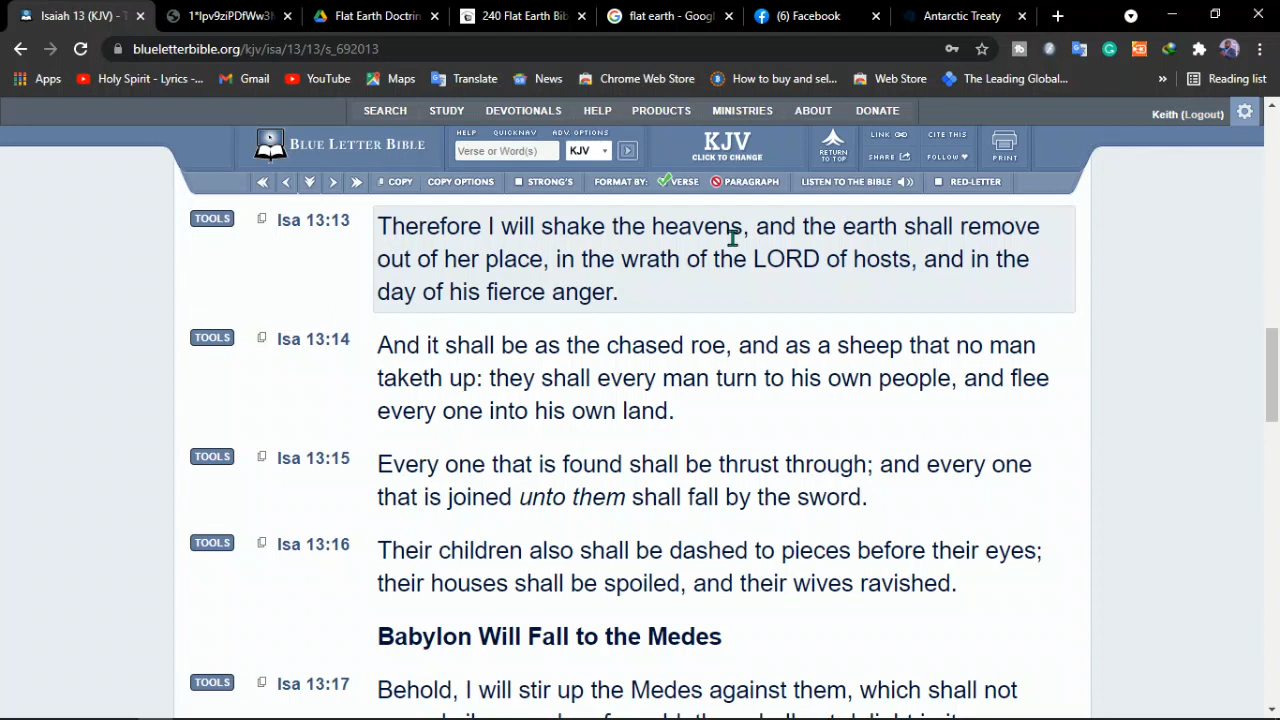 Isaiah 13 (KJV) - T
1*lpv9ziPDfWw3h
Flat Earth Doctrin
240 Flat Earth Bib
flat earth - Googl
(6) Facebook
Antarctic Treaty
blueletterbible.org/kjv/isa/13/13/s_692013
Apps
Holy Spirit - Lyrics -...
Gmail
YouTube
Maps
Translate
News
Chrome Web Store
How to buy and sel...
Web Store
The Leading Global...
»
Reading list
SEARCH STUDY DEVOTIONALS HELP PRODUCTS MINISTRIES ABOUT DONATE
Keith (Logout)
BLUE LETTER BIBLE
HELP QUICKNAV ADV. OPTIONS
Verse or Word(s) KJV
KJV
CLICK TO CHANGE
RETURN
TO TOP
LINK CITE THIS
SHARE FOLLOW
PRINT
COPY COPY OPTIONS STRONG'S FORMAT BY: VERSE PARAGRAPH LISTEN TO THE BIBLE RED-LETTER
TOOLS Isa 13:13 Therefore I will shake the heavens, and the earth shall remove
out of her place, in the wrath of the LORD of hosts, and in the
day of his fierce anger.
TOOLS Isa 13:14 And it shall be as the chased roe, and as a sheep that no man
taketh up: they shall every man turn to his own people, and flee
every one into his own land.
TOOLS Isa 13:15 Every one that is found shall be thrust through; and every one
that is joined unto them shall fall by the sword.
TOOLS Isa 13:16 Their children also shall be dashed to pieces before their eyes;
their houses shall be spoiled, and their wives ravished.
Babylon Will Fall to the Medes
TOOLS Isa 13:17 Behold, I will stir up the Medes against them, which shall not